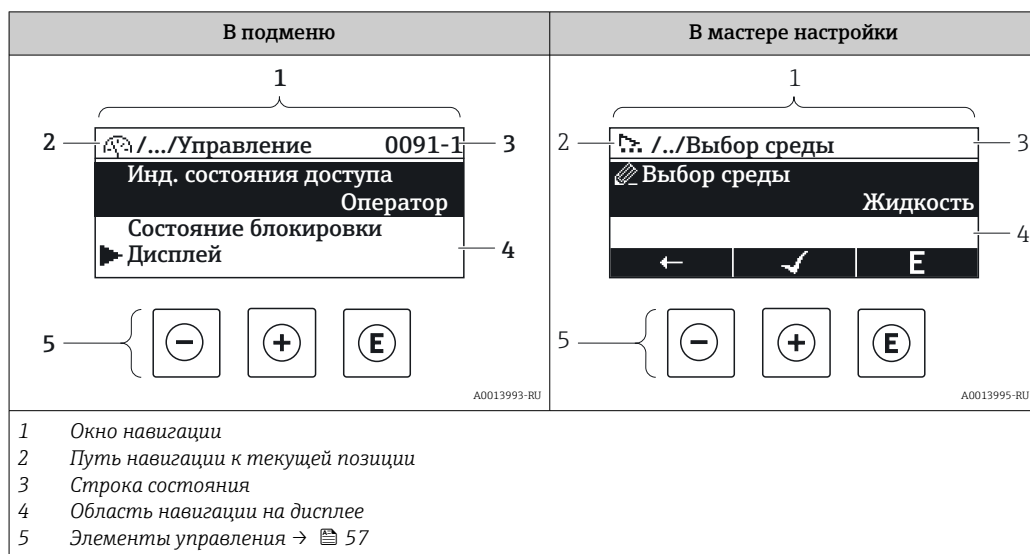 В подменю
В мастере настройки
1
2
/.../Управление 0091-1
3
Инд. состояния доступа
Оператор
Состояние блокировки
Дисплей
4
5
E
A0013993-RU
1
2
/../Выбор среды
3
Выбор среды
Жидкость
4
E
5
E
A0013995-RU
1 Окно навигации
2 Путь навигации к текущей позиции
3 Строка состояния
4 Область навигации на дисплее
5 Элементы управления → 57